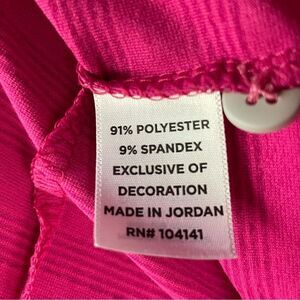 91% POLYESTER
9% SPANDEX
EXCLUSIVE OF
DECORATION
MADE IN JORDAN
RN# 104141